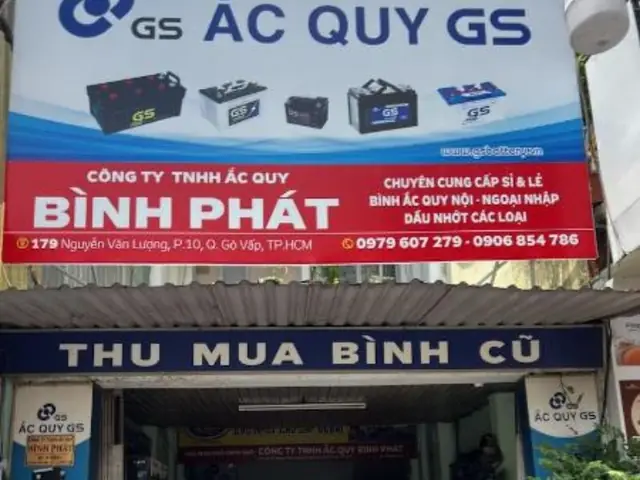 GS ẮC QUY GS
GS
GS
GS
GS
www.gsbattery.vn
CÔNG TY TNHH ẮC QUY
BÌNH PHÁT
CHUYÊN CUNG CẤP SỈ & LẺ
BÌNH ẮC QUY NỘI - NGOẠI NHẬP
DẦU NHỚT CÁC LOẠI
179 Nguyễn Văn Lượng, P.10, Q. Gò Vấp, TP.HCM
0979 607 279 - 0906 854 786
THU MUA BÌNH CŨ
GS
ẮC QUY GS
BÌNH PHÁT
CÔNG TY TNHH ẮC QUY BÌNH PHÁT
GS
ẮC QUY GS